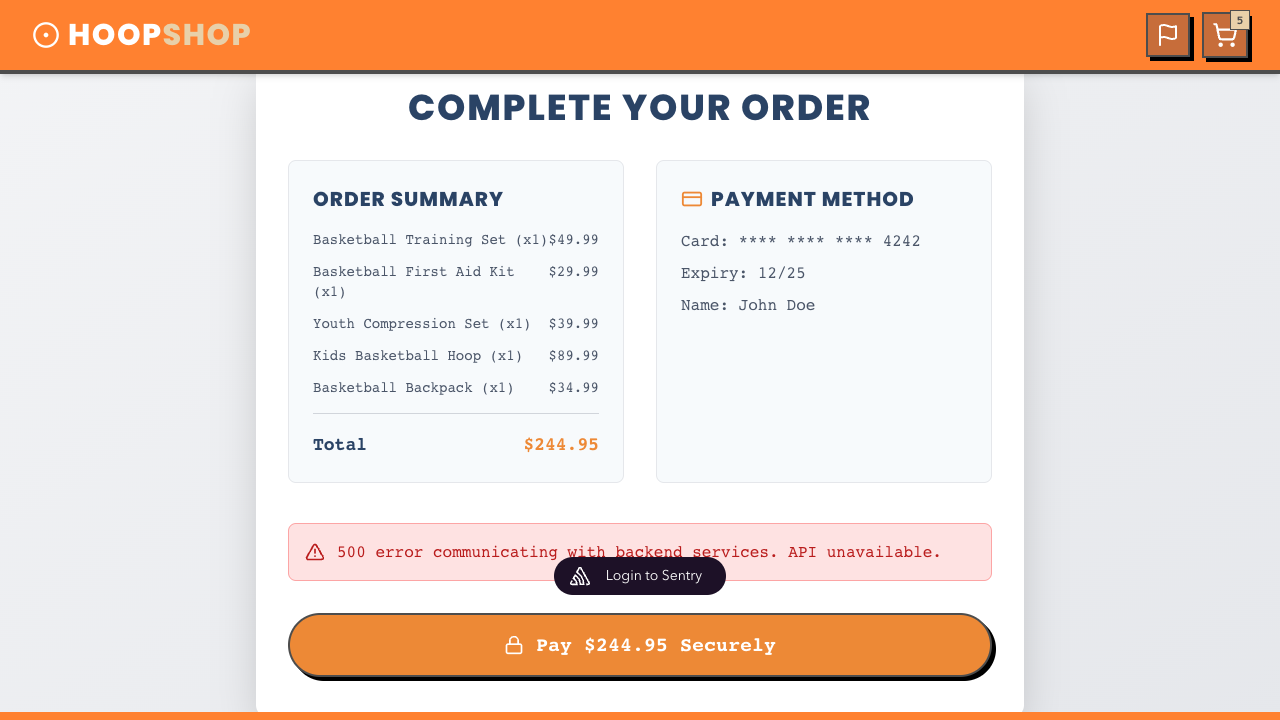 HOOPSHOP
5
COMPLETE YOUR ORDER
ORDER SUMMARY
Basketball Training Set (x1) $49.99
Basketball First Aid Kit $29.99
(x1)
Youth Compression Set (x1) $39.99
Kids Basketball Hoop (x1) $89.99
Basketball Backpack (x1) $34.99
Total $244.95
PAYMENT METHOD
Card: **** **** **** 4242
Expiry: 12/25
Name: John Doe
500 error communicating with backend services. API unavailable.
Login to Sentry
Pay $244.95 Securely